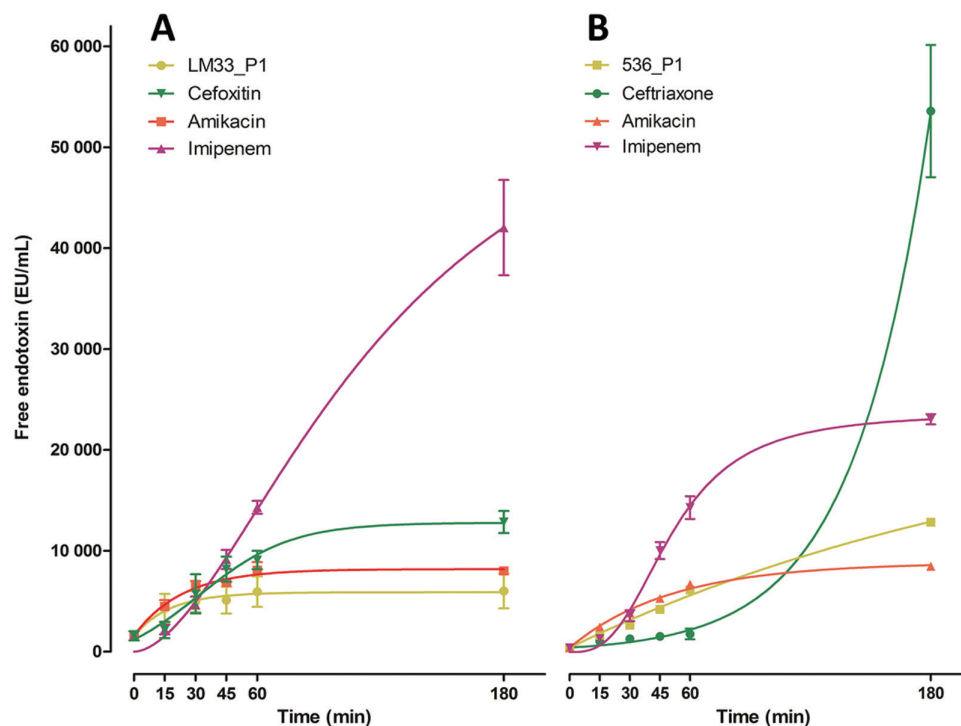 A
B
LM33_P1
Cefoxitin
Amikacin
Imipenem
536_P1
Ceftriaxone
Amikacin
Imipenem
Free endotoxin (EU/mL)
60 000
50 000
40 000
30 000
20 000
10 000
0
0 15 30 45 60 180
0 15 30 45 60 180
Time (min)
Time (min)